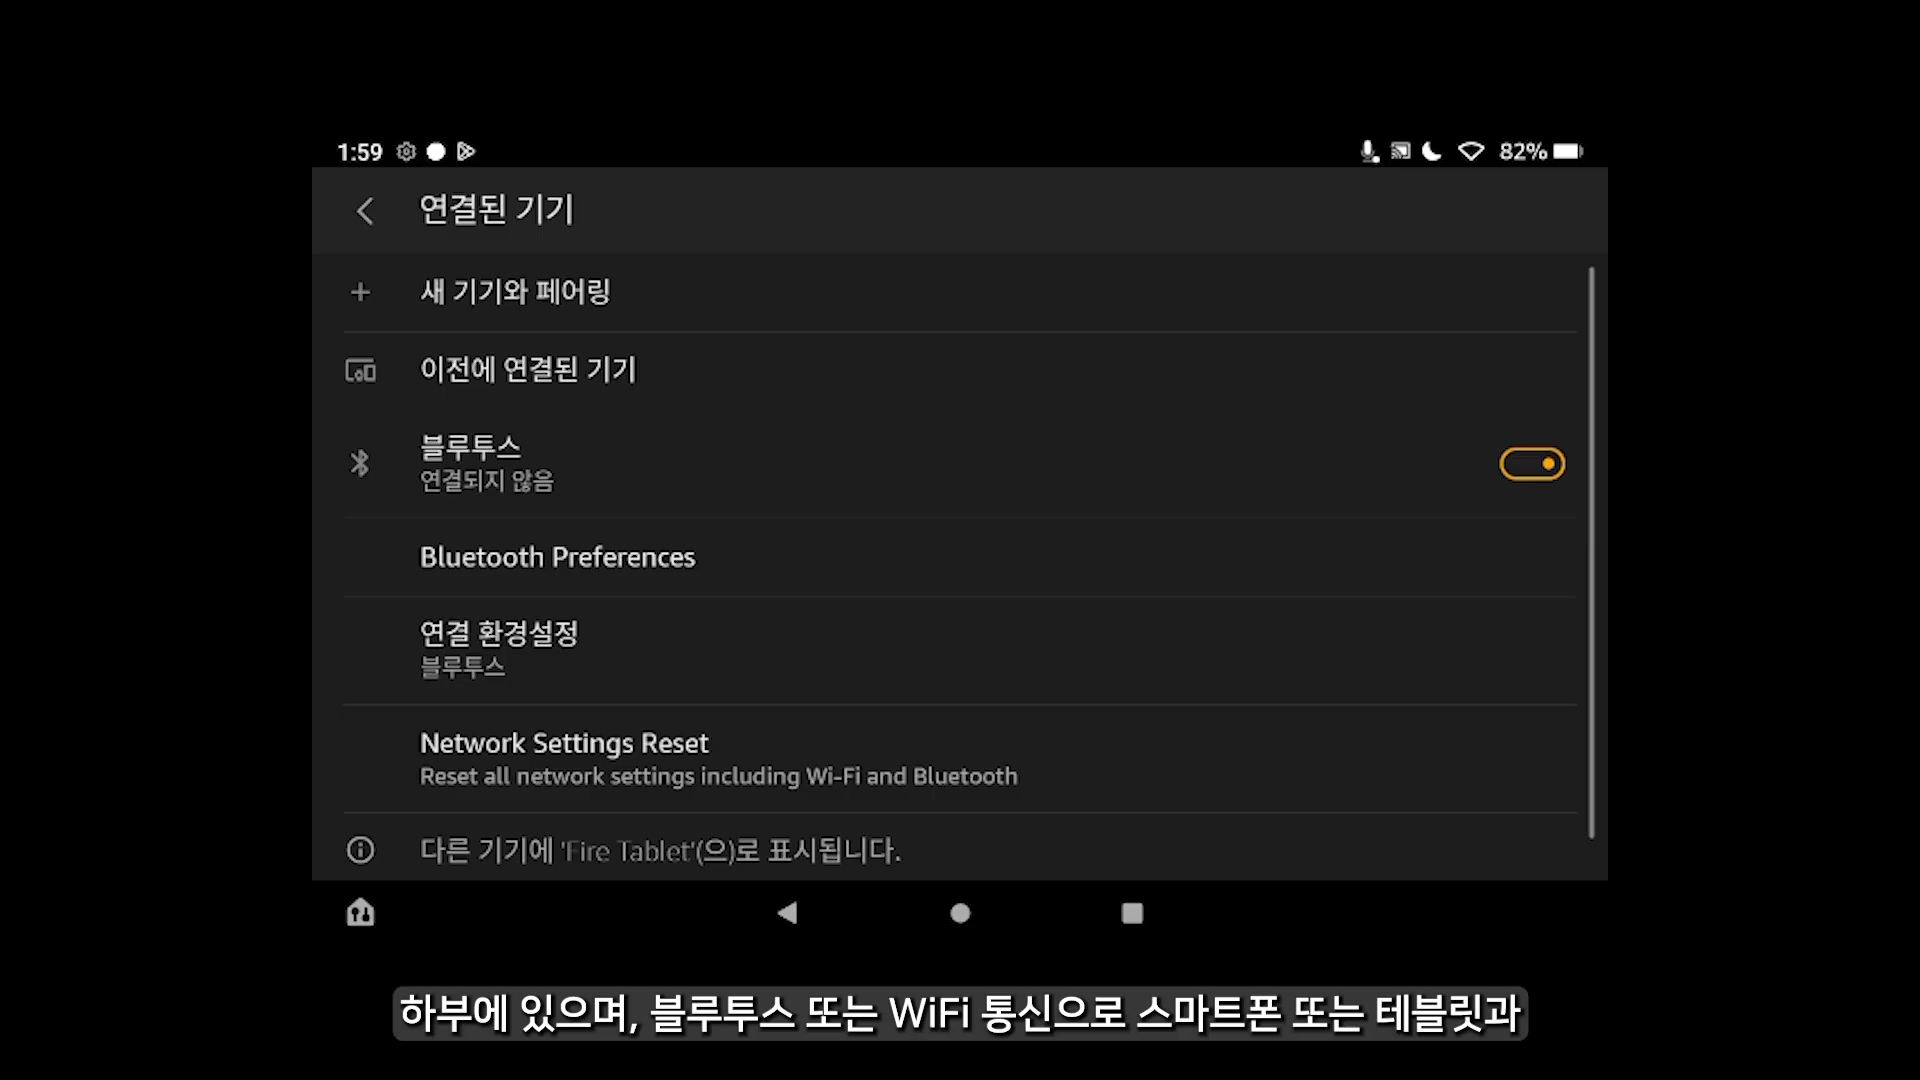 1:59
82%
연결된 기기
새 기기와 페어링
이전에 연결된 기기
블루투스
연결되지 않음
Bluetooth Preferences
연결 환경설정
블루투스
Network Settings Reset
Reset all network settings including Wi-Fi and Bluetooth
다른 기기에 'Fire Tablet'(으)로 표시됩니다.
하부에 있으며, 블루투스 또는 WiFi 통신으로 스마트폰 또는 테블릿과